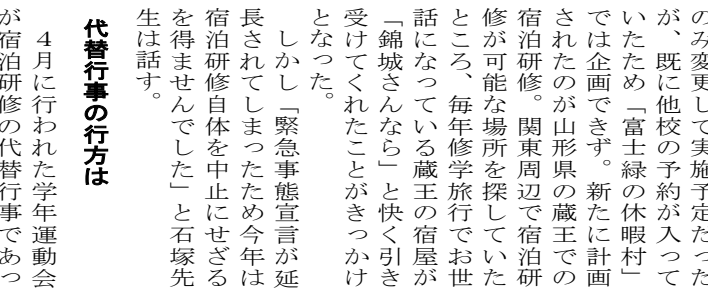 のみ変更して実施予定だった
が、既に他校の予約が入って
いたため「富士緑の休暇村」
では企画できず。新たに計画
されたのが山形県の蔵王での
宿泊研修。関東周辺で宿泊研
修が可能な場所を探していた
ところ、毎年修学旅行でお世
話になっている蔵王の宿屋が
「錦城さんなら」と快く引き
受けてくれたことがきっかけ
となった。
しかし「緊急事態宣言が延
長されてしまったため今年は
宿泊研修自体を中止にせざる
を得ませんでした」と石塚先
生は話す。
代替行事の行方は
4月に行われた学年運動会
が宿泊研修の代替行事であっ